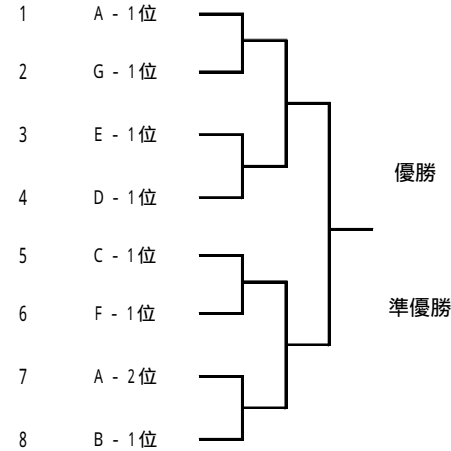 1 A - 1位
2 G - 1位
3 E - 1位
優勝
4 D - 1位
5 C - 1位
準優勝
6 F - 1位
7 A - 2位
8 B - 1位